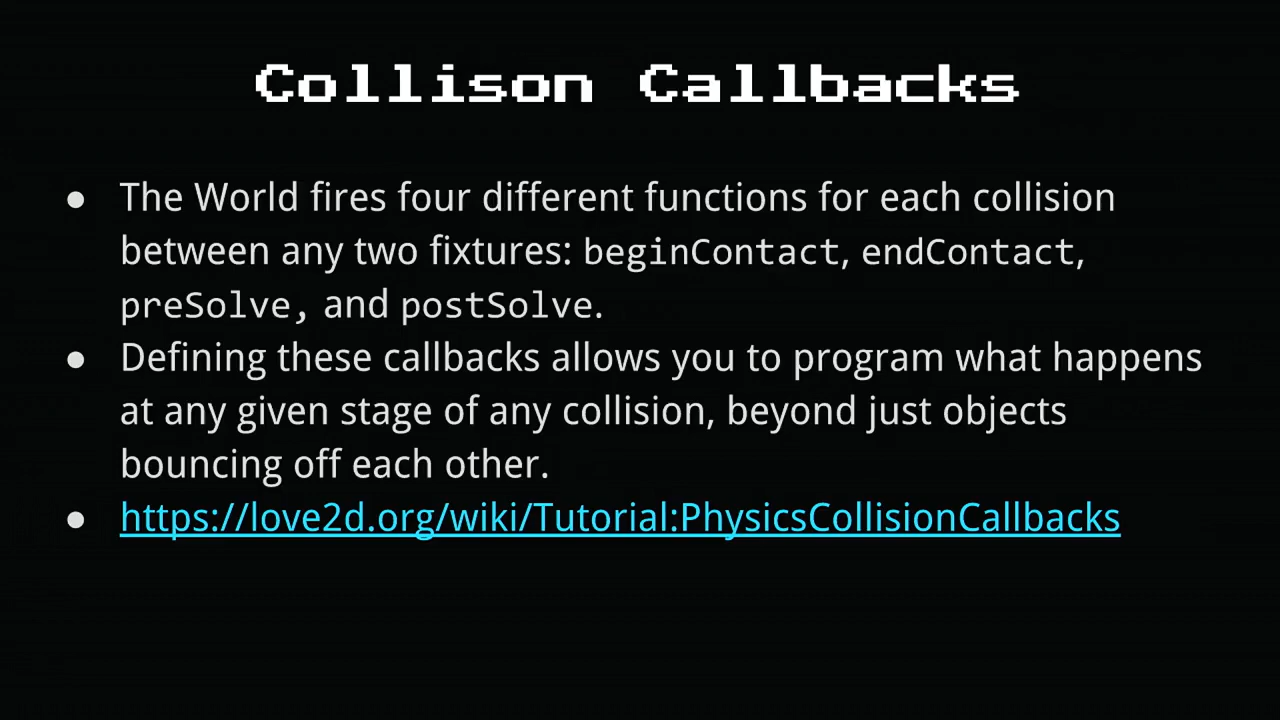 Collison Callbacks
● The World fires four different functions for each collision
between any two fixtures: beginContact, endContact,
preSolve, and postSolve.
● Defining these callbacks allows you to program what happens
at any given stage of any collision, beyond just objects
bouncing off each other.
● https://love2d.org/wiki/Tutorial:PhysicsCollisionCallbacks